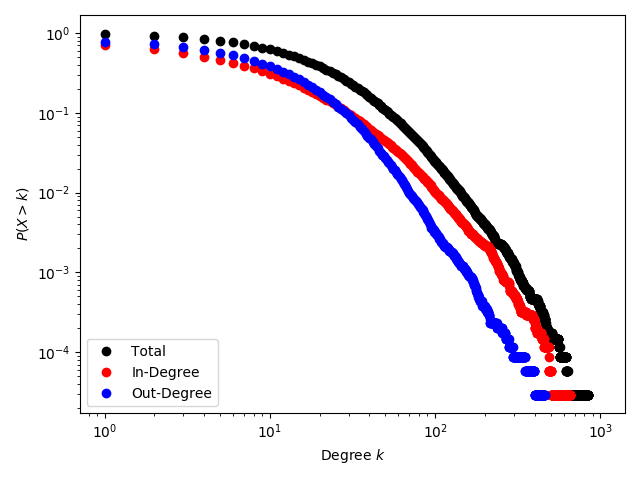 10⁰
10⁻¹
10⁻²
10⁻³
10⁻⁴
P(X > k)
Total
In-Degree
Out-Degree
10⁰ 10¹ 10² 10³
Degree k